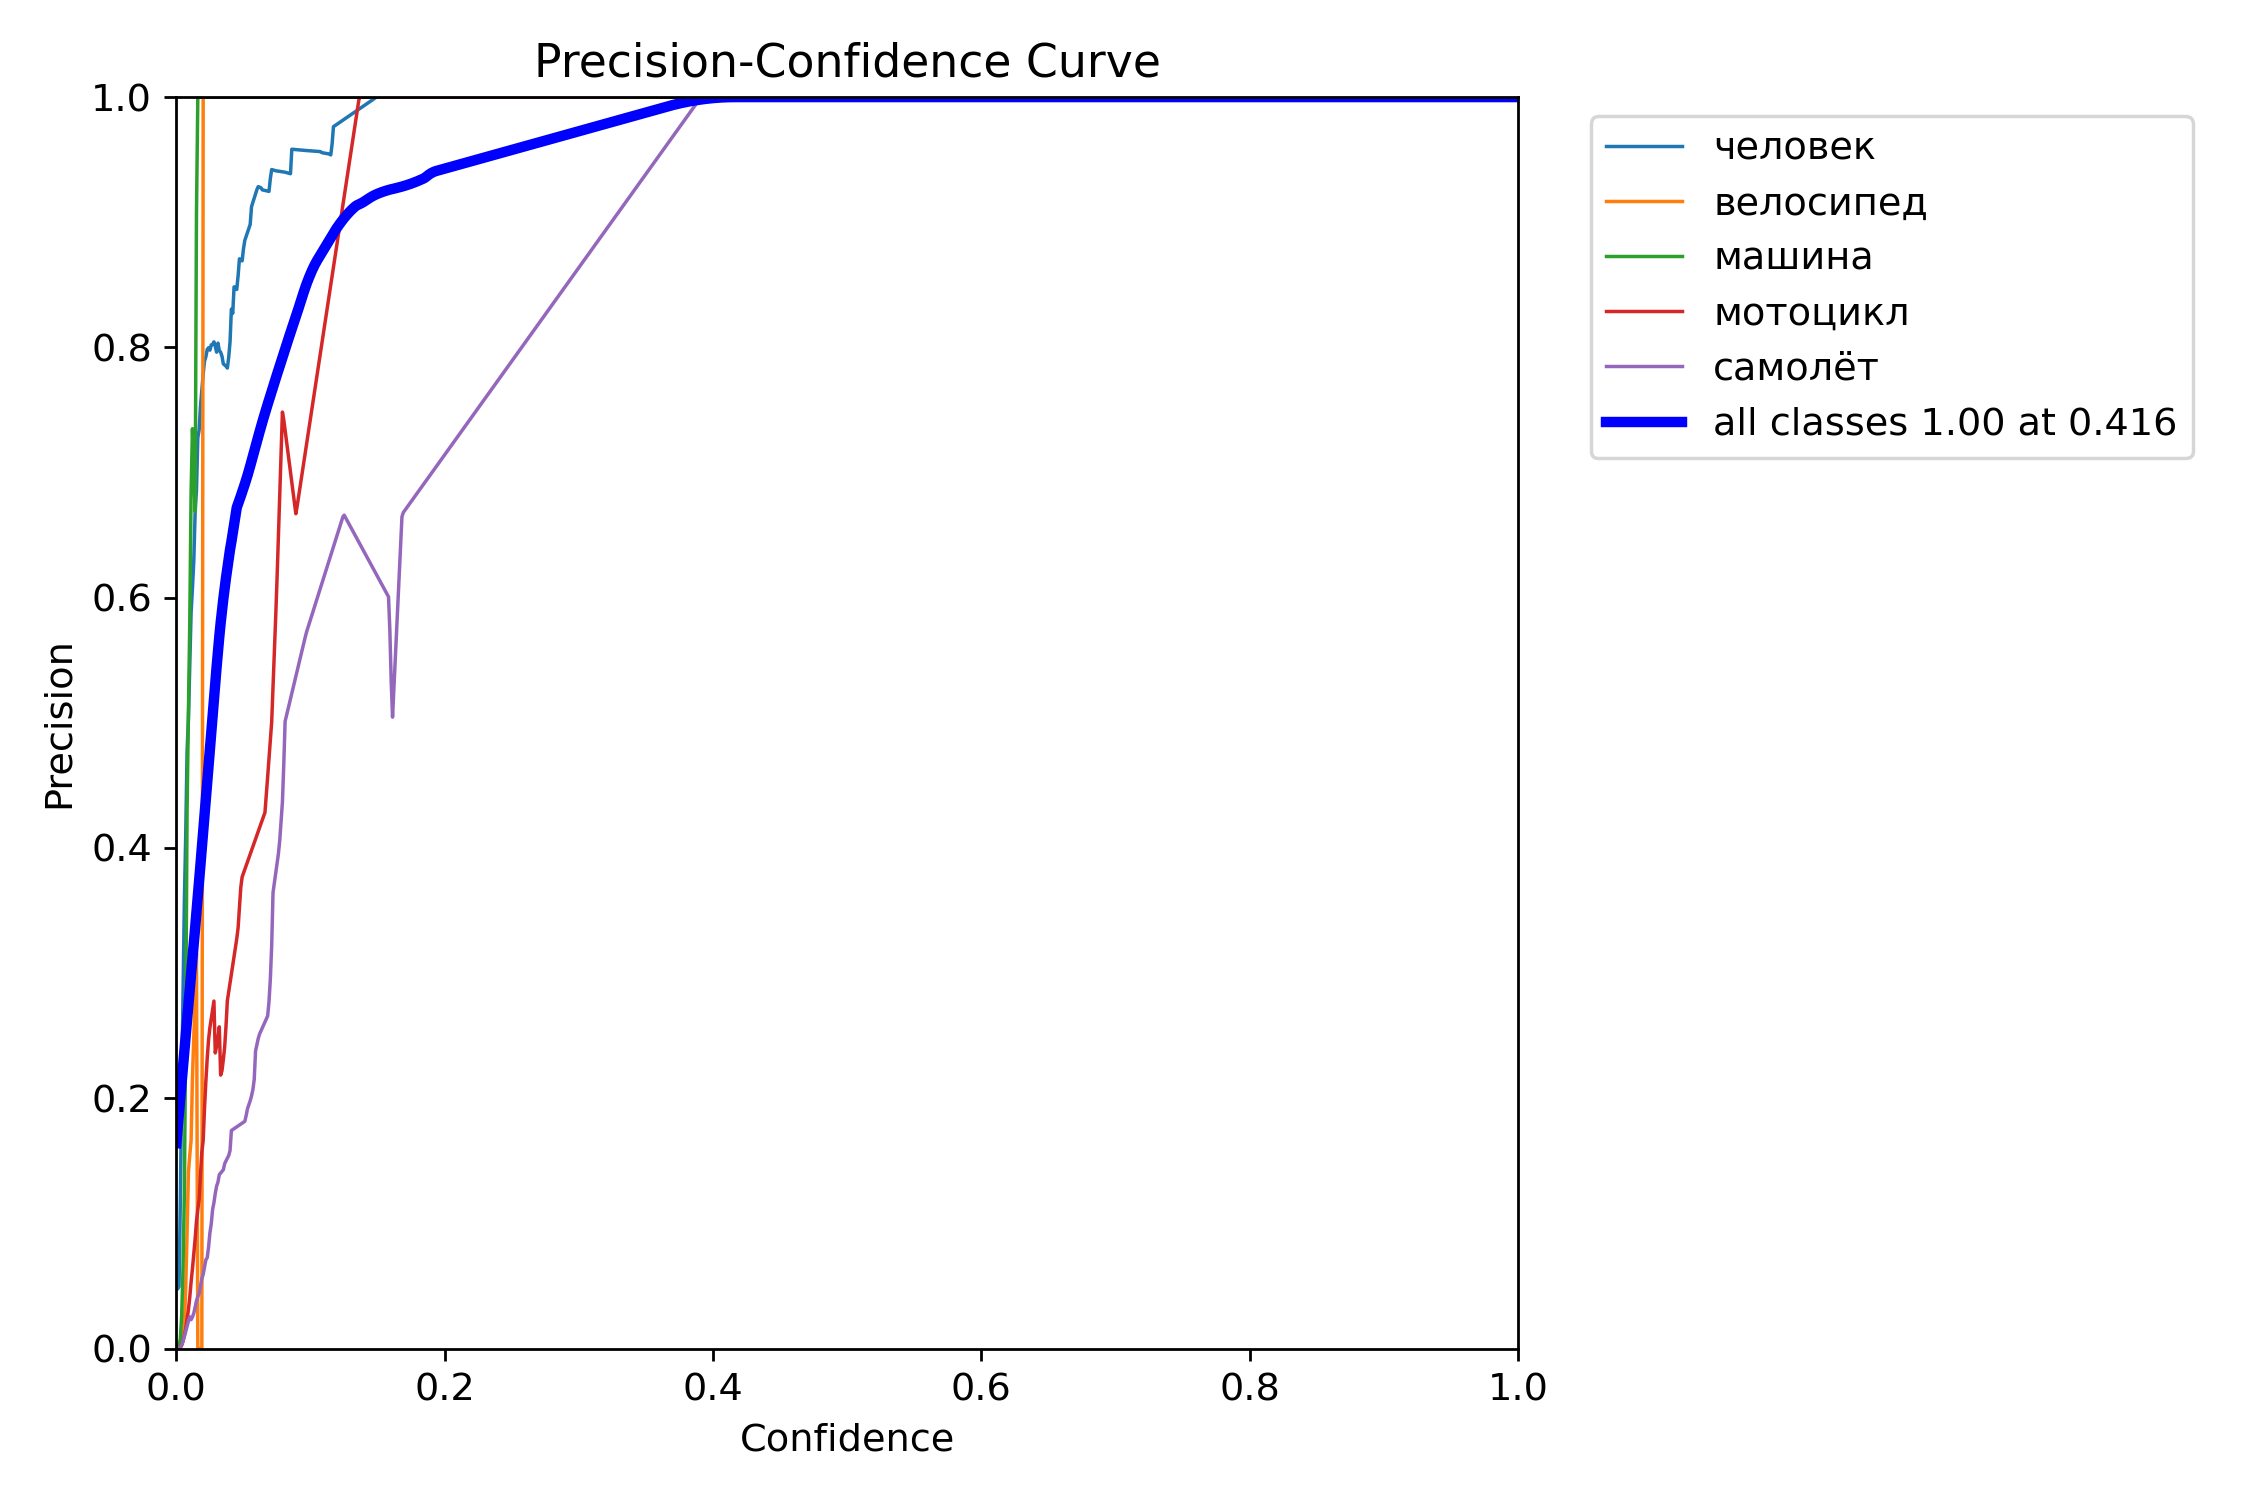 Precision-Confidence Curve
1.0
0.8
0.6
0.4
0.2
0.0
Precision
0.0 0.2 0.4 0.6 0.8 1.0
Confidence
человек
велосипед
машина
мотоцикл
самолёт
all classes 1.00 at 0.416